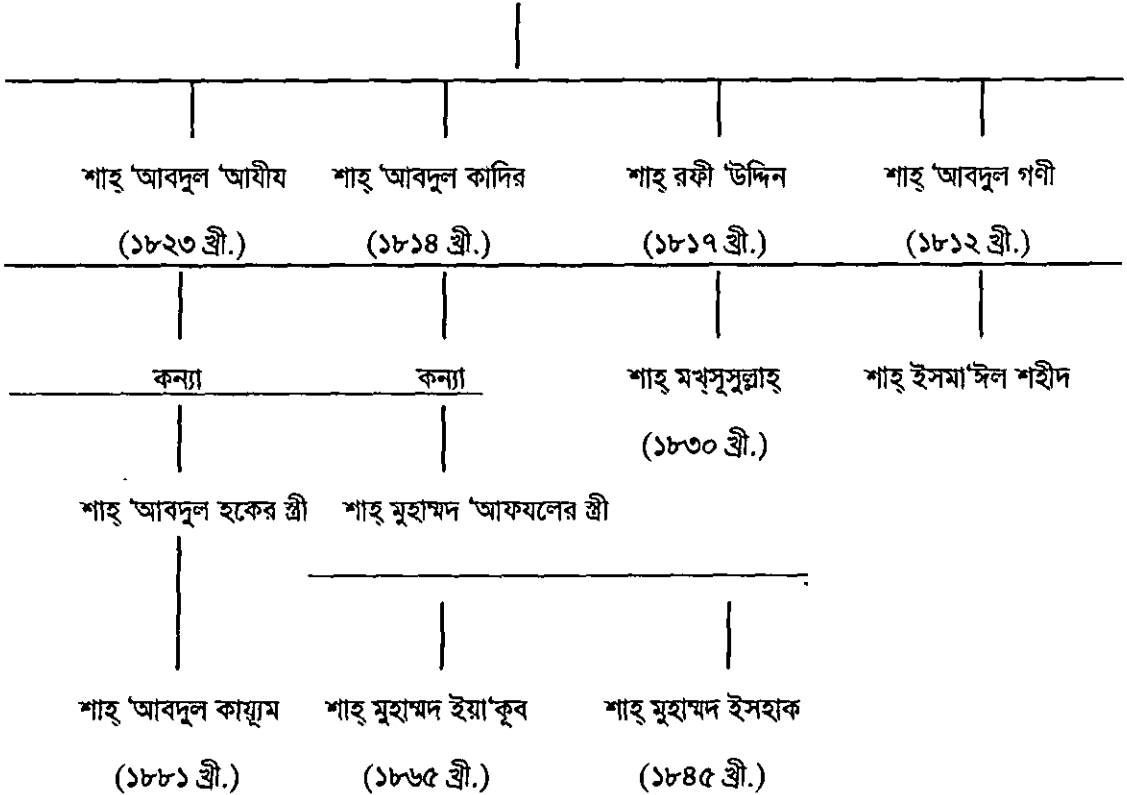 শাহ্ ‘আবদুল ‘আযীয শাহ্ ‘আবদুল কাদির শাহ্ রফী ‘উদ্দিন শাহ্ ‘আবদুল গণী
(১৮২৩ খ্রী.) (১৮১৪ খ্রী.) (১৮১৭ খ্রী.) (১৮১২ খ্রী.)
কন্যা কন্যা শাহ্ মখ্সূসুল্লাহ্ শাহ্ ইসমা‘ঈল শহীদ
(১৮৩০ খ্রী.)
শাহ্ ‘আবদুল হকের স্ত্রী শাহ্ মুহাম্মদ ‘আফযলের স্ত্রী
শাহ্ ‘আবদুল কায়্যূম শাহ্ মুহাম্মদ ইয়া‘কূব শাহ্ মুহাম্মদ ইসহাক
(১৮৮১ খ্রী.) (১৮৬৫ খ্রী.) (১৮৪৫ খ্রী.)